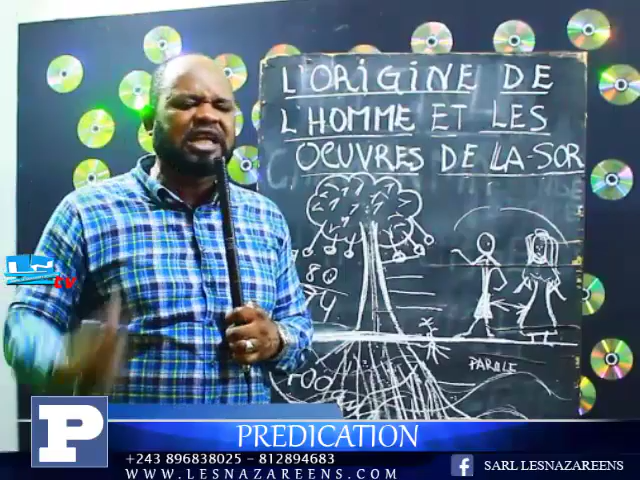 L'ORIGINE DE
L'HOMME ET LES
OEUVRES DE LA-SOR
80
74
PAROLE
tv
P
PREDICATION
+243 896838025 - 812894683
WWW.LESNAZAREENS.COM
f SARL LESNAZAREENS